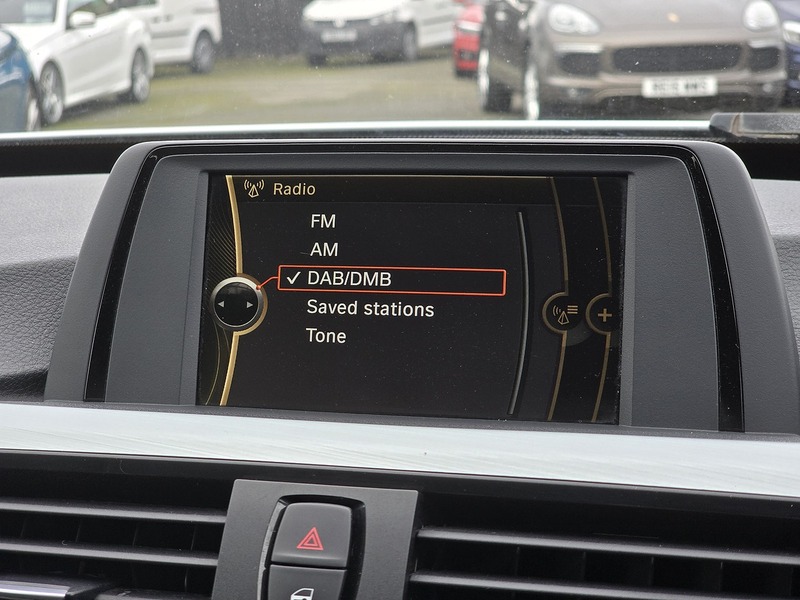 Radio
FM
AM
✓ DAB/DMB
Saved stations
Tone